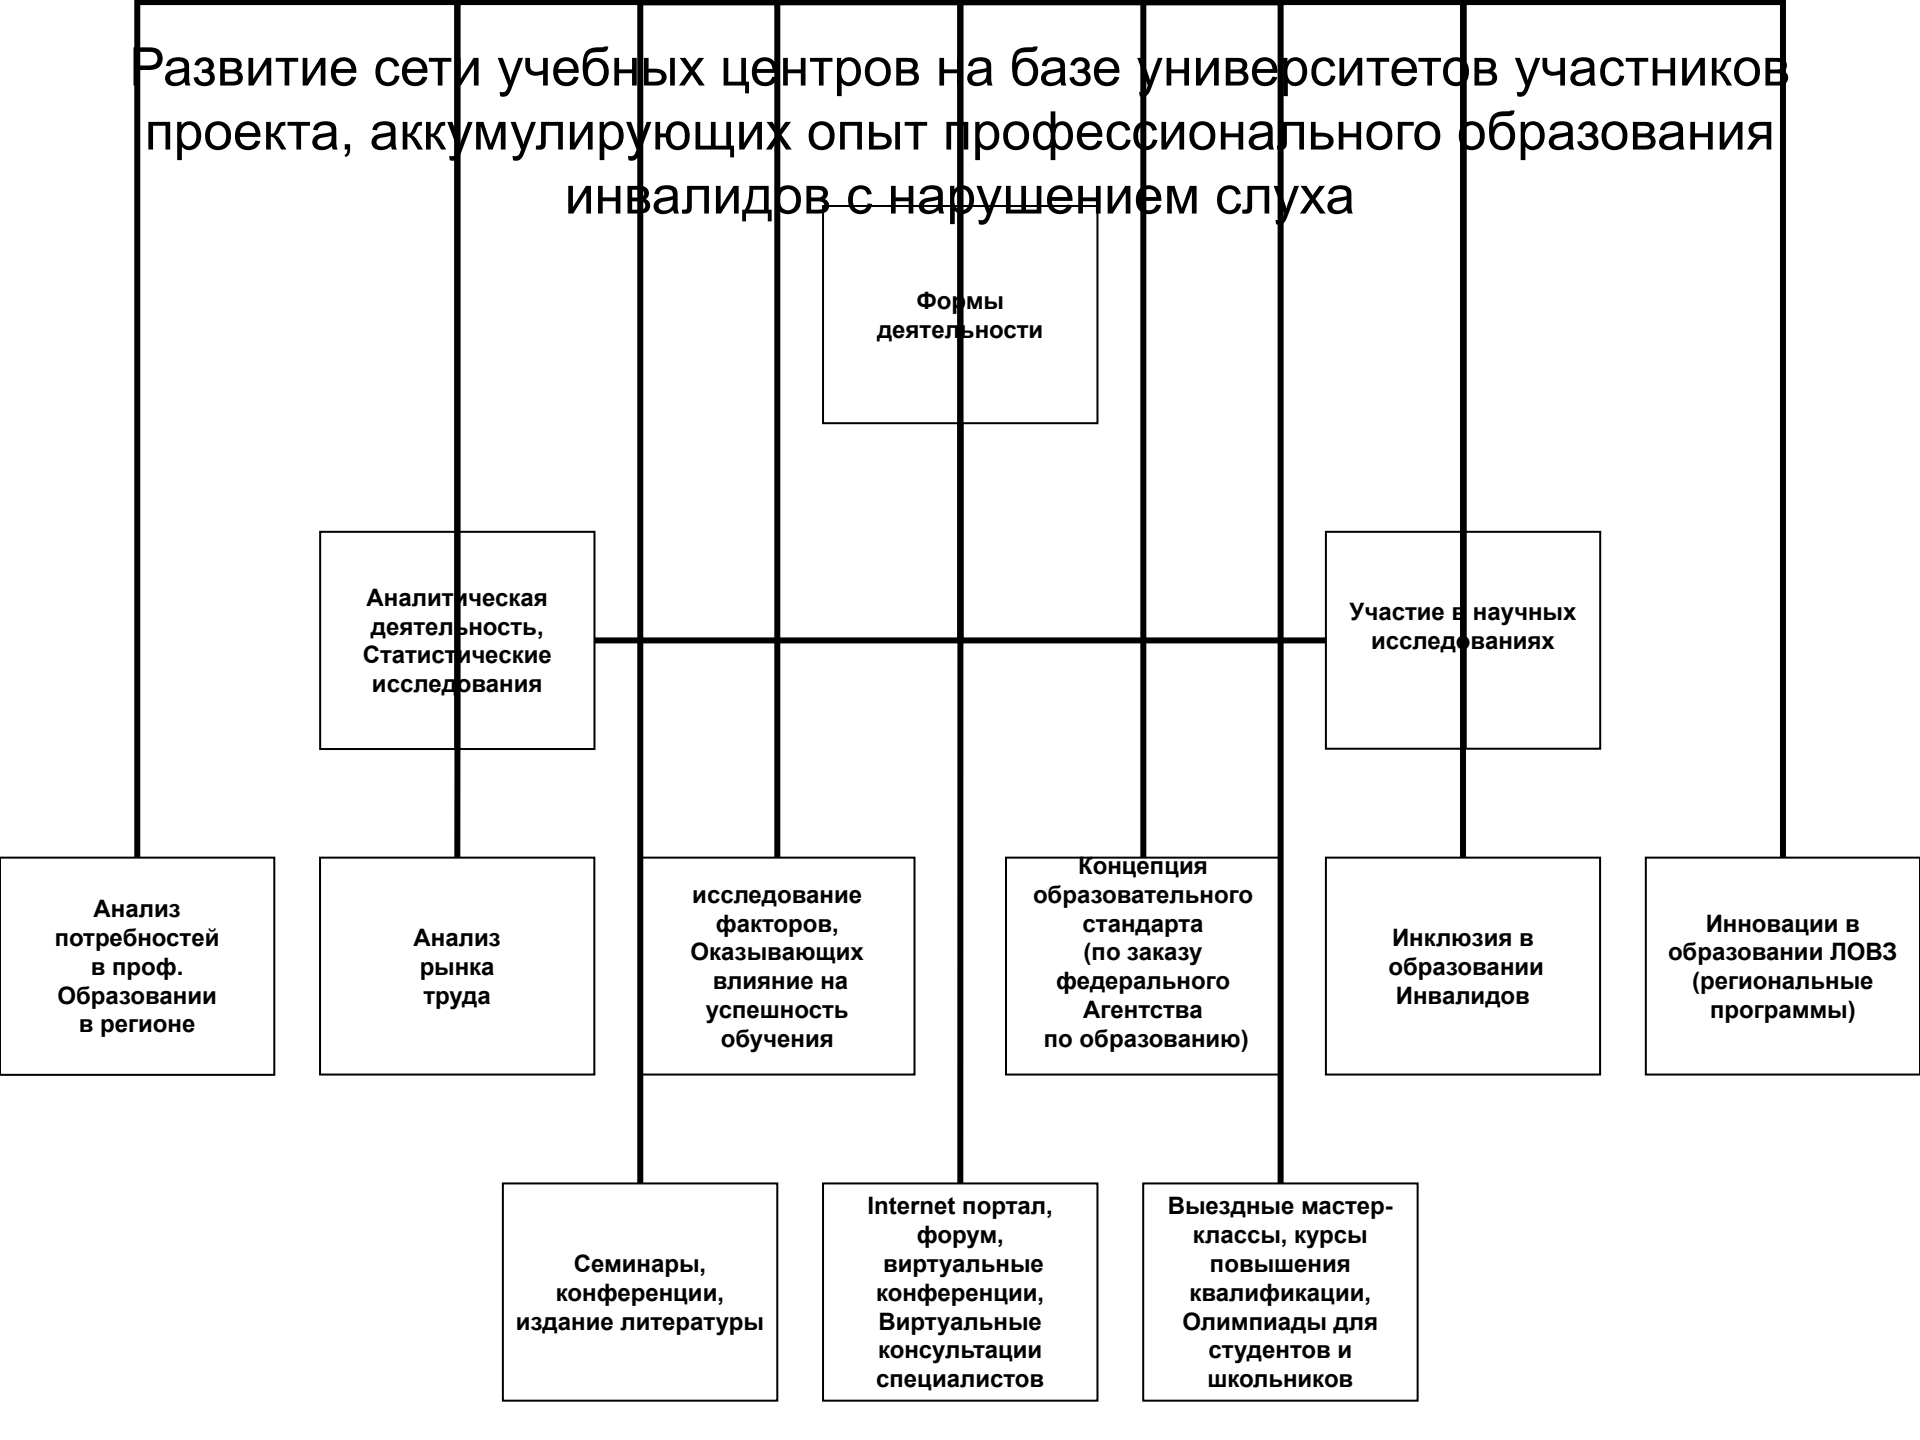 Развитие сети учебных центров на базе университетов участников
проекта, аккумулирующих опыт профессионального образования
инвалидов с нарушением слуха
Формы
деятельности
Аналитическая
деятельность,
Статистические
исследования
Участие в научных
исследованиях
Анализ
потребностей
в проф.
Образовании
в регионе
Анализ
рынка
труда
исследование
факторов,
Оказывающих
влияние на
успешность
обучения
Концепция
образовательного
стандарта
(по заказу
федерального
Агентства
по образованию)
Инклюзия в
образовании
Инвалидов
Инновации в
образовании ЛОВЗ
(региональные
программы)
Семинары,
конференции,
издание литературы
Internet портал,
форум,
виртуальные
конференции,
Виртуальные
консультации
специалистов
Выездные мастер-
классы, курсы
повышения
квалификации,
Олимпиады для
студентов и
школьников